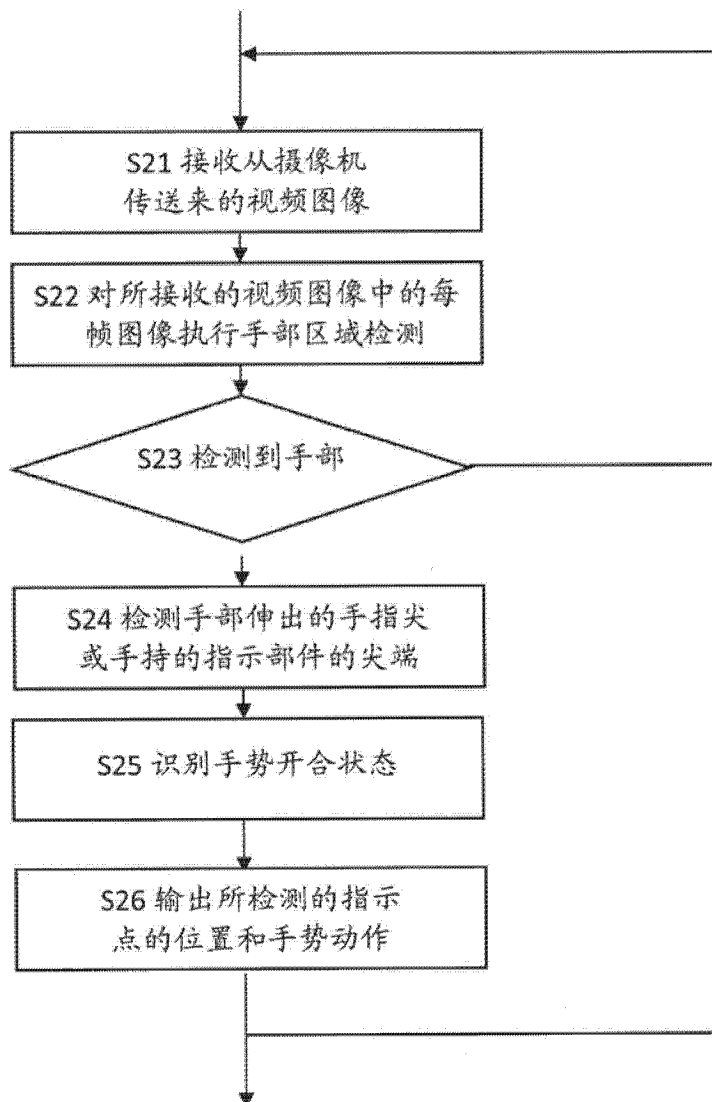 S21 接收从摄像机
传送来的视频图像
S22 对所接收的视频图像中的每
帧图像执行手部区域检测
S23 检测到手部
S24 检测手部伸出的手指尖
或手持的指示部件的尖端
S25 识别手势开合状态
S26 输出所检测的指示
点的位置和手势动作